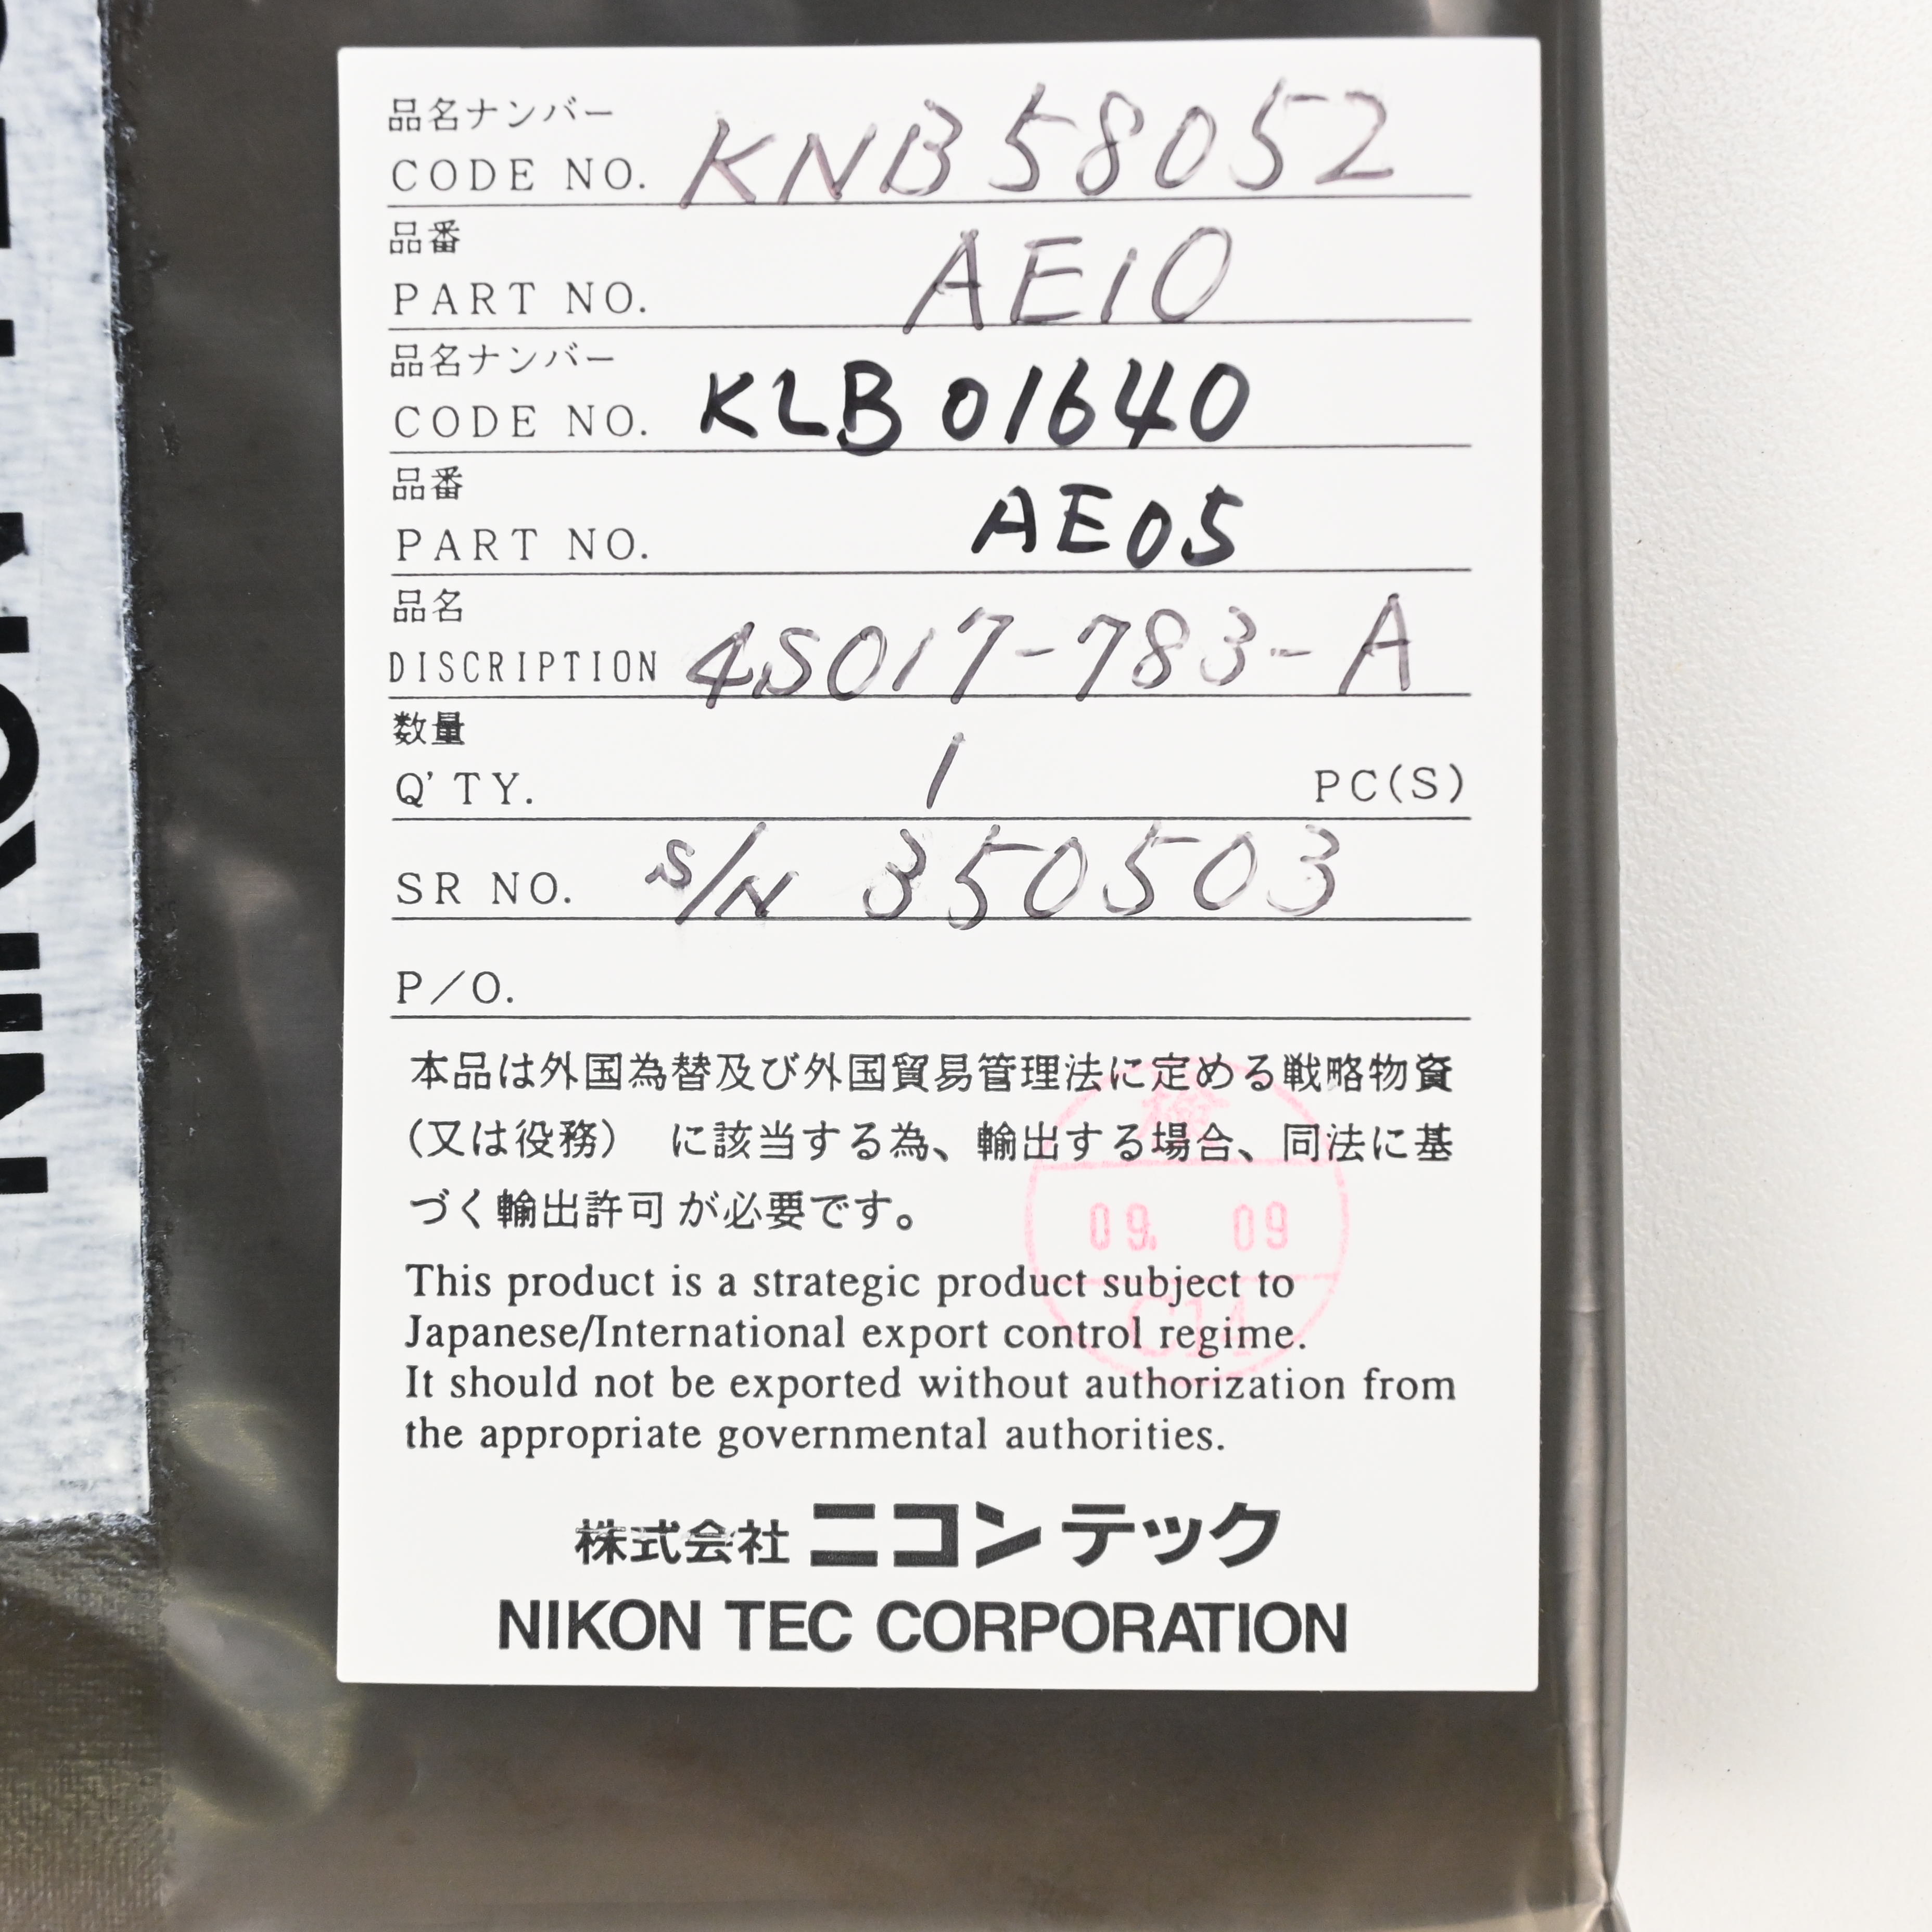 品名ナンバー
CODE NO. KNB58052
品番
PART NO. AE10
品名ナンバー
CODE NO. KLB01640
品番
PART NO. AE05
品名
DISCRIPTION 4S017-783-A
数量
Q'TY. 1 PC(S)
SR NO. S/N 350503
P/O.
本品は外国為替及び外国貿易管理法に定める戦略物資
(又は役務) に該当する為、輸出する場合、同法に基
づく輸出許可が必要です。
検
09. 09
C14
This product is a strategic product subject to
Japanese/International export control regime.
It should not be exported without authorization from
the appropriate governmental authorities.
株式会社ニコンテック
NIKON TEC CORPORATION
NIKON